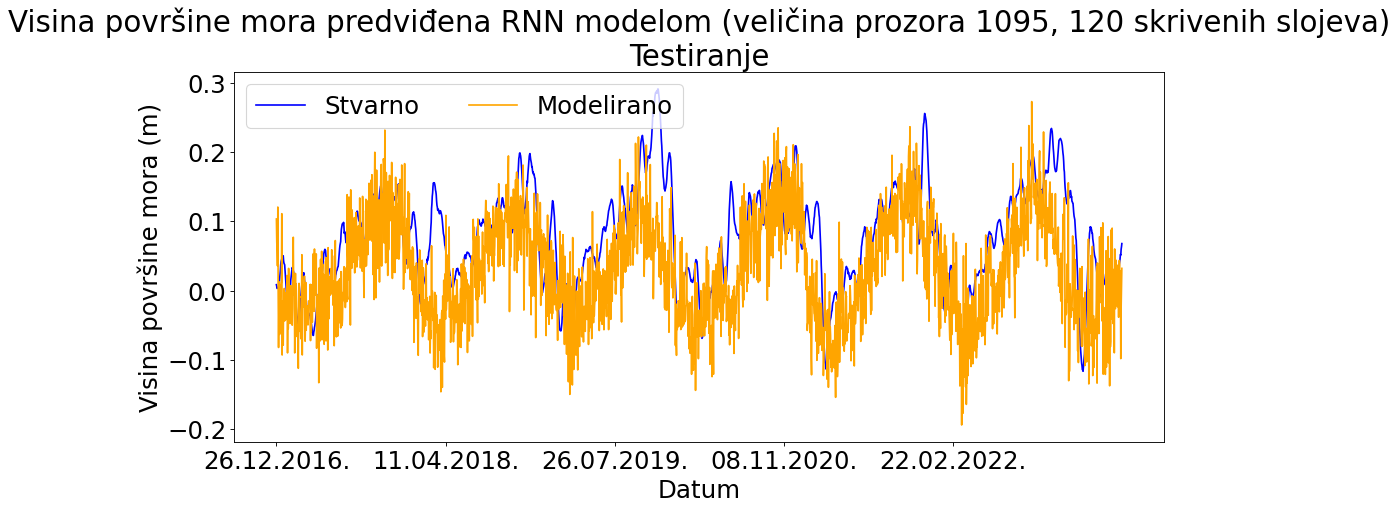 Visina površine mora predviđena RNN modelom (veličina prozora 1095, 120 skrivenih slojeva)
Testiranje
Stvarno Modelirano
Visina površine mora (m)
0.3
0.2
0.1
0.0
−0.1
−0.2
26.12.2016. 11.04.2018. 26.07.2019. 08.11.2020. 22.02.2022.
Datum